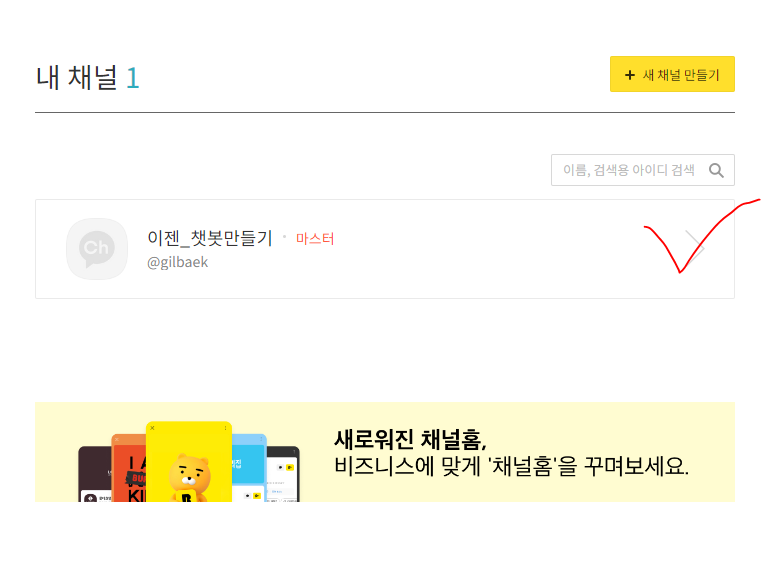 내 채널 1
+ 새 채널 만들기
이름, 검색용 아이디 검색
Ch
이젠_챗봇만들기 · 마스터
@gilbaek
새로워진 채널홈,
비즈니스에 맞게 '채널홈'을 꾸며보세요.